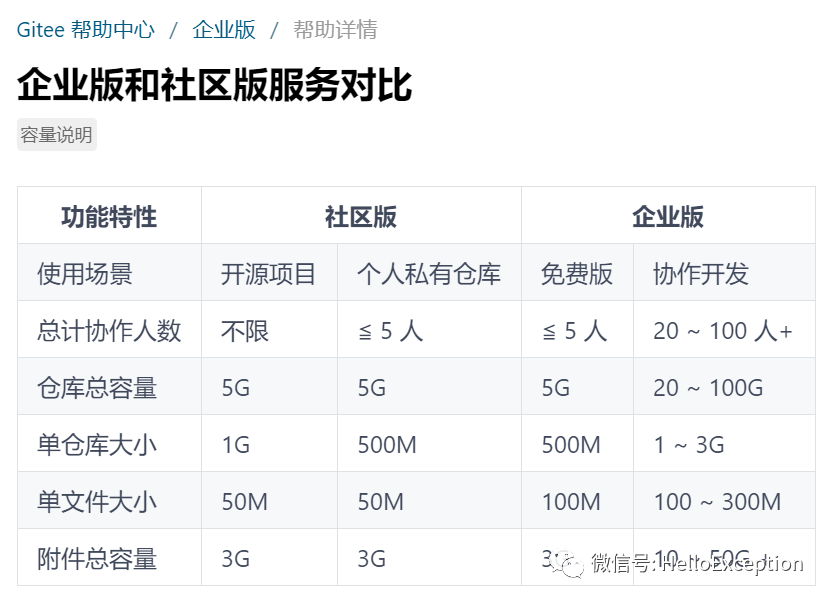 Gitee 帮助中心 / 企业版 / 帮助详情
企业版和社区版服务对比
容量说明
功能特性 社区版 企业版
使用场景 开源项目 个人私有仓库 免费版 协作开发
总计协作人数 不限 ≦ 5 人 ≦ 5 人 20 ~ 100 人+
仓库总容量 5G 5G 5G 20 ~ 100G
单仓库大小 1G 500M 500M 1 ~ 3G
单文件大小 50M 50M 100M 100 ~ 300M
附件总容量 3G 3G 10 ~ 50G
微信号: HelloException